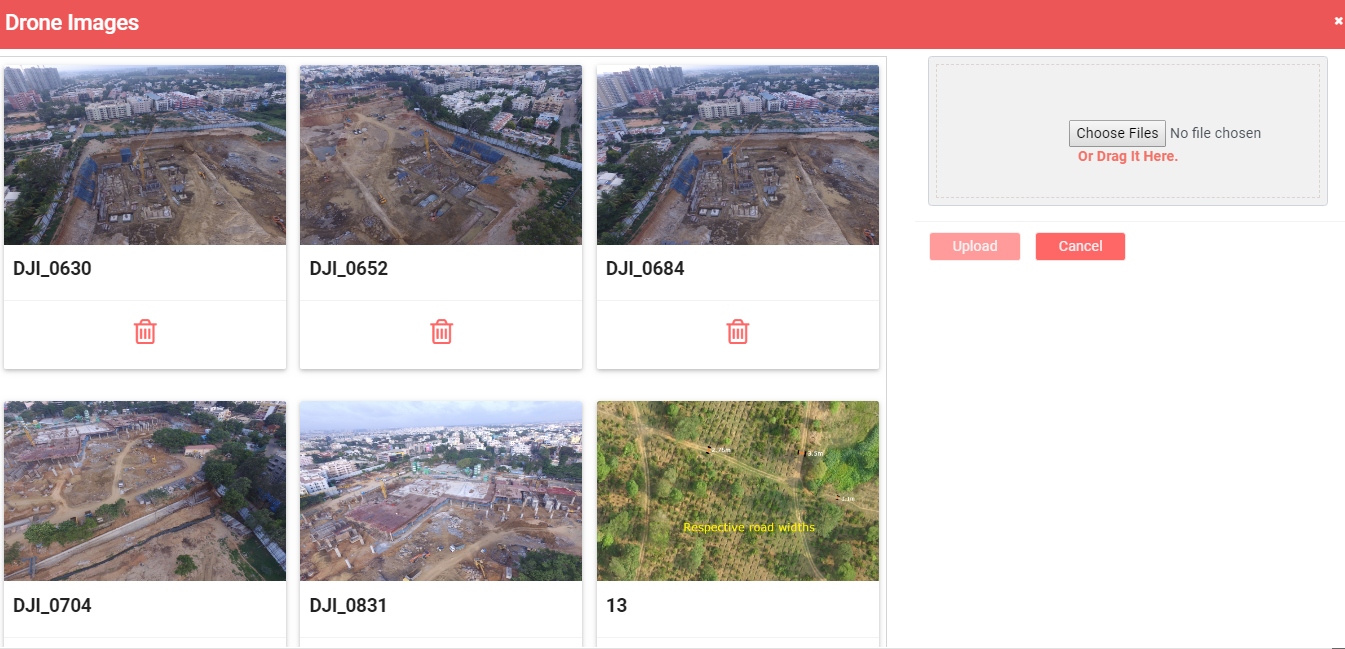 Drone Images
Choose Files No file chosen
Or Drag It Here.
Upload Cancel
DJI_0630
DJI_0652
DJI_0684
DJI_0704
DJI_0831
3.5m
Respective road widths
13